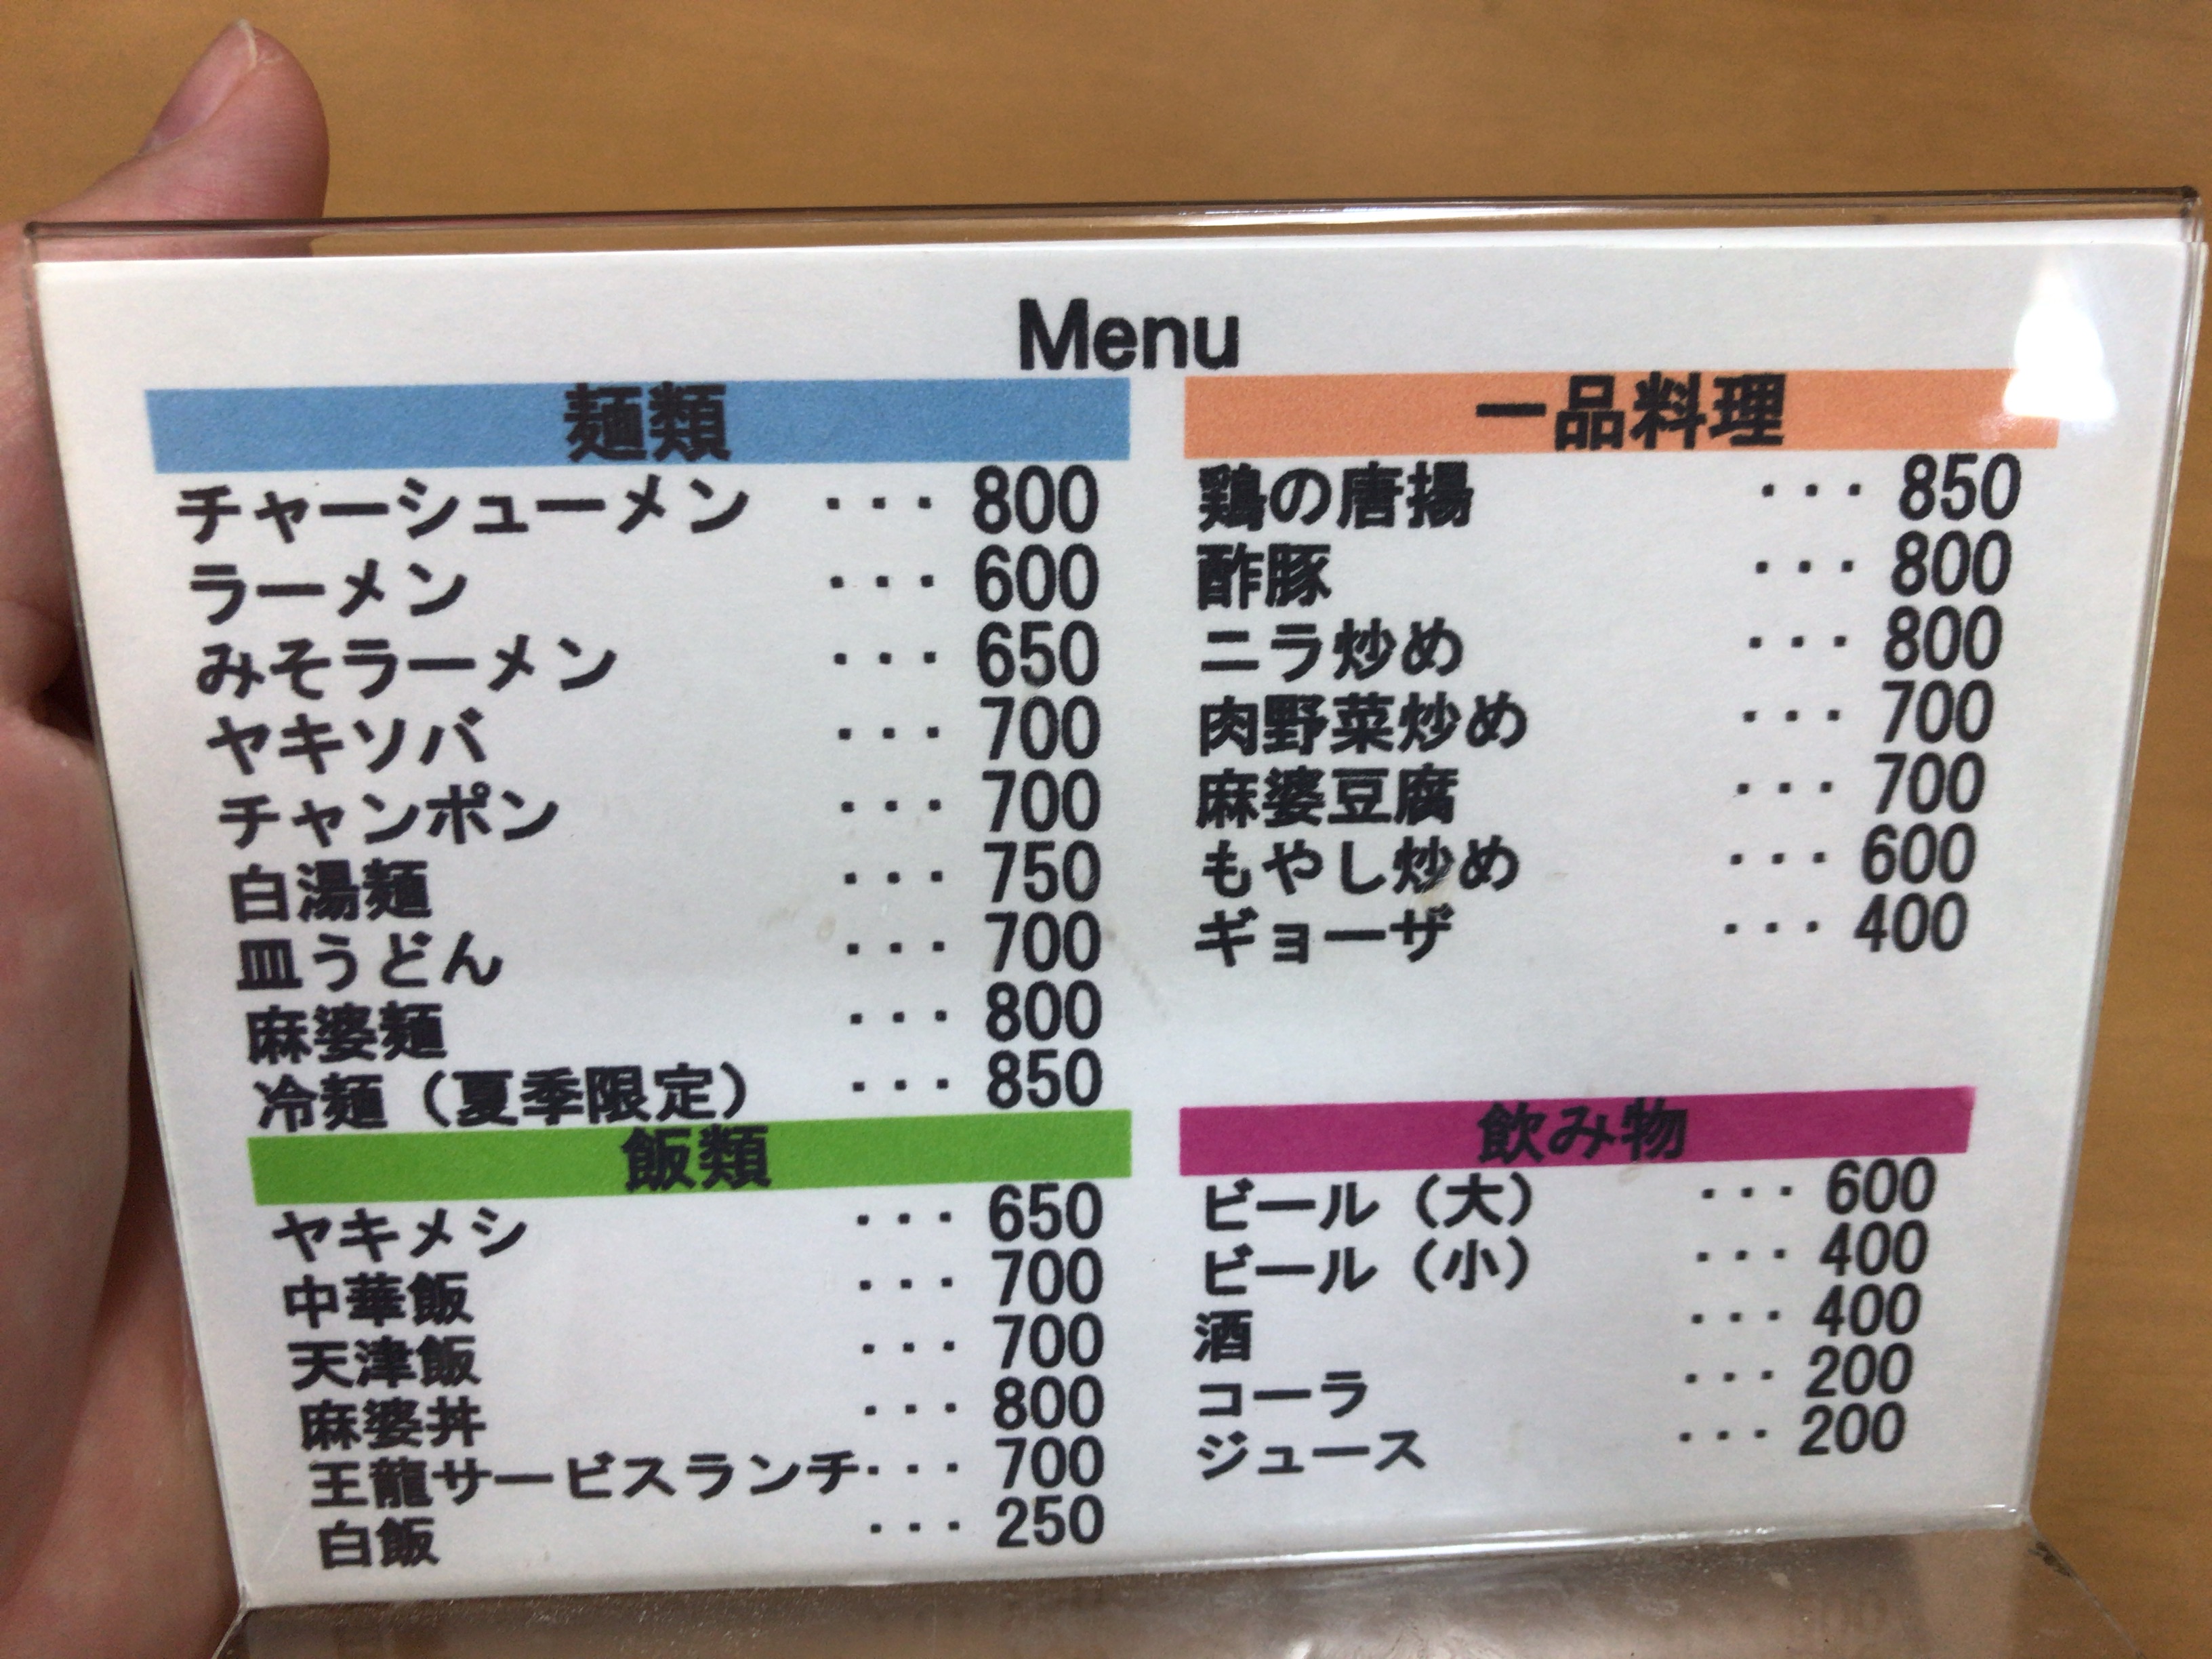 Menu
麺類
チャーシューメン ・・・ 800
ラーメン ・・・ 600
みそラーメン ・・・ 650
ヤキソバ ・・・ 700
チャンポン ・・・ 700
白湯麺 ・・・ 750
皿うどん ・・・ 700
麻婆麺 ・・・ 800
冷麺（夏季限定） ・・・ 850
飯類
ヤキメシ ・・・ 650
中華飯 ・・・ 700
天津飯 ・・・ 700
麻婆丼 ・・・ 800
王龍サービスランチ・・・ 700
白飯 ・・・ 250
一品料理
鶏の唐揚 ・・・ 850
酢豚 ・・・ 800
ニラ炒め ・・・ 800
肉野菜炒め ・・・ 700
麻婆豆腐 ・・・ 700
もやし炒め ・・・ 600
ギョーザ ・・・ 400
飲み物
ビール（大） ・・・ 600
ビール（小） ・・・ 400
酒 ・・・ 400
コーラ ・・・ 200
ジュース ・・・ 200